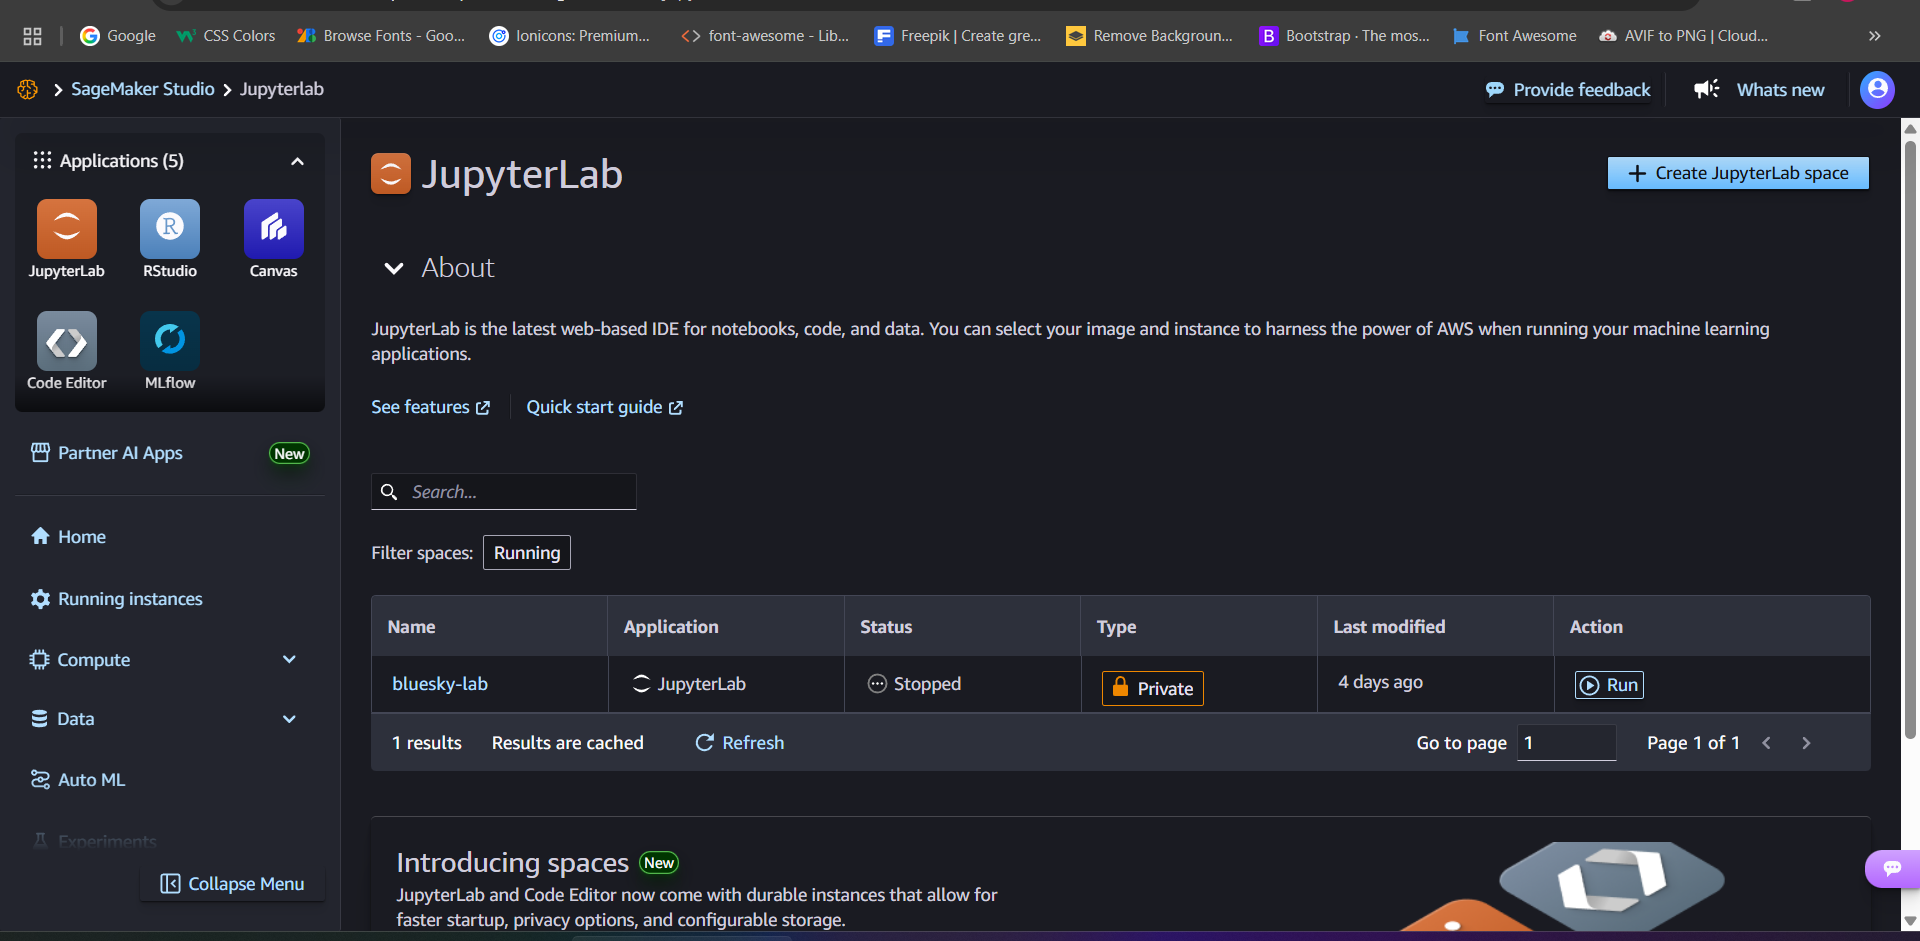 Google
CSS Colors
Browse Fonts - Goo...
Ionicons: Premium...
font-awesome - Lib...
Freepik | Create gre...
Remove Backgroun...
Bootstrap · The mos...
Font Awesome
AVIF to PNG | Cloud...
SageMaker Studio
Jupyterlab
Provide feedback
Whats new
Applications (5)
JupyterLab
RStudio
Canvas
Code Editor
MLflow
Partner AI Apps
New
Home
Running instances
Compute
Data
Auto ML
Experiments
Collapse Menu
JupyterLab
Create JupyterLab space
About
JupyterLab is the latest web-based IDE for notebooks, code, and data. You can select your image and instance to harness the power of AWS when running your machine learning
applications.
See features
Quick start guide
Search...
Filter spaces:
Running
Name
Application
Status
Type
Last modified
Action
bluesky-lab
JupyterLab
Stopped
Private
4 days ago
Run
1 results
Results are cached
Refresh
Go to page
1
Page 1 of 1
Introducing spaces
New
JupyterLab and Code Editor now come with durable instances that allow for
faster startup, privacy options, and configurable storage.